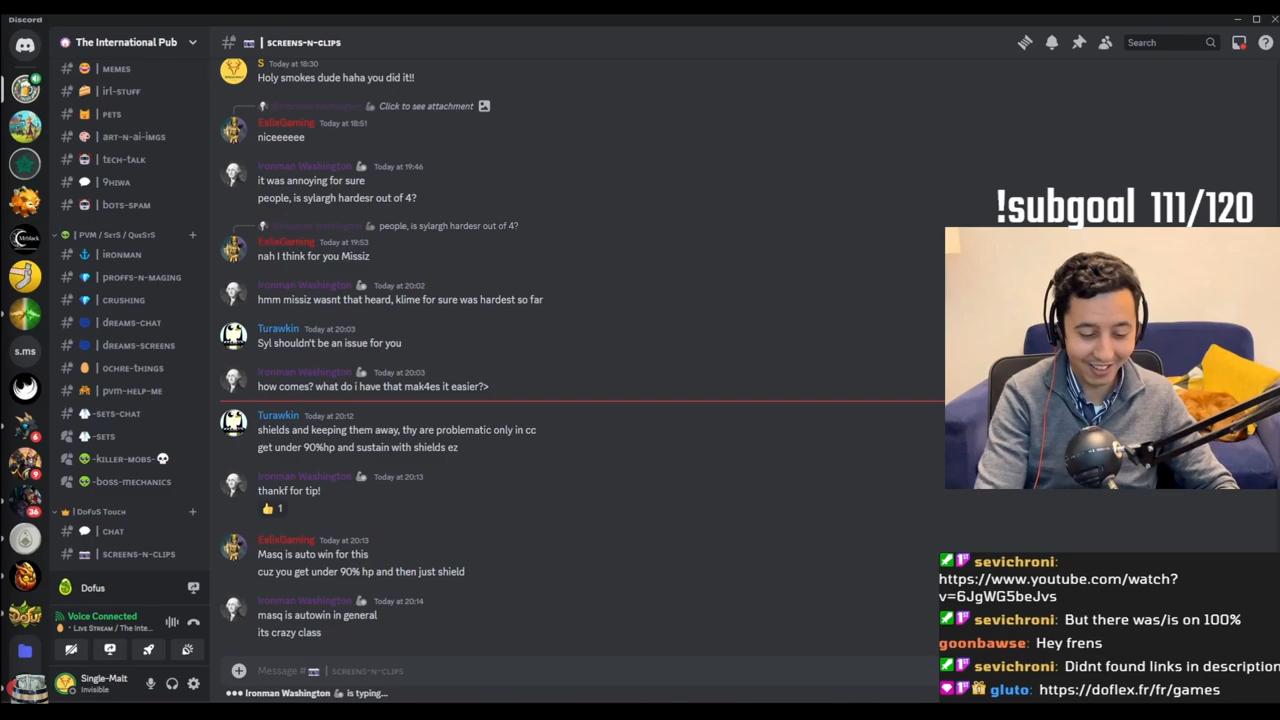 Discord
The International Pub
# | SCREENS-N-CLIPS
Search
| MEMES
| IRL-STUFF
| PETS
| ART-N-AI-IMGS
| TECH-TALK
| 9HIWA
| BOTS-SPAM
PVM / SETS / QUESTS
| IRONMAN
| PROFFS-N-MAGING
| CRUSHING
| DREAMS-CHAT
| DREAMS-SCREENS
| OCHRE-THINGS
| PVM-HELP-ME
-SETS-CHAT
-SETS
-KILLER-MOBS-
-BOSS-MECHANICS
DOFUS TOUCH
| CHAT
| SCREENS-N-CLIPS
Dofus
Voice Connected
LIVE STREAM / The Inte...
Single-Malt
Invisible
s.ms
6
9
36
S Today at 18:30
Holy smokes dude haha you did it!!
Click to see attachment
EslixGaming Today at 18:51
niceeeeee
Ironman Washington Today at 19:46
it was annoying for sure
people, is sylargh hardesr out of 4?
people, is sylargh hardesr out of 4?
EslixGaming Today at 19:53
nah I think for you Missiz
Ironman Washington Today at 20:02
hmm missiz wasnt that heard, klime for sure was hardest so far
Turawkin Today at 20:03
Syl shouldn't be an issue for you
Ironman Washington Today at 20:03
how comes? what do i have that mak4es it easier?>
Turawkin Today at 20:12
shields and keeping them away, thy are problematic only in cc
get under 90%hp and sustain with shields ez
Ironman Washington Today at 20:13
thankf for tip!
1
EslixGaming Today at 20:13
Masq is auto win for this
cuz you get under 90% hp and then just shield
Ironman Washington Today at 20:14
masq is autowin in general
its crazy class
Message # | SCREENS-N-CLIPS
Ironman Washington is typing...
!subgoal 111/120
sevichroni:
https://www.youtube.com/watch?
v=6JgWG5beJvs
sevichroni: But there was/is on 100%
goonbawse: Hey frens
sevichroni: Didnt found links in description
gluto: https://doflex.fr/fr/games